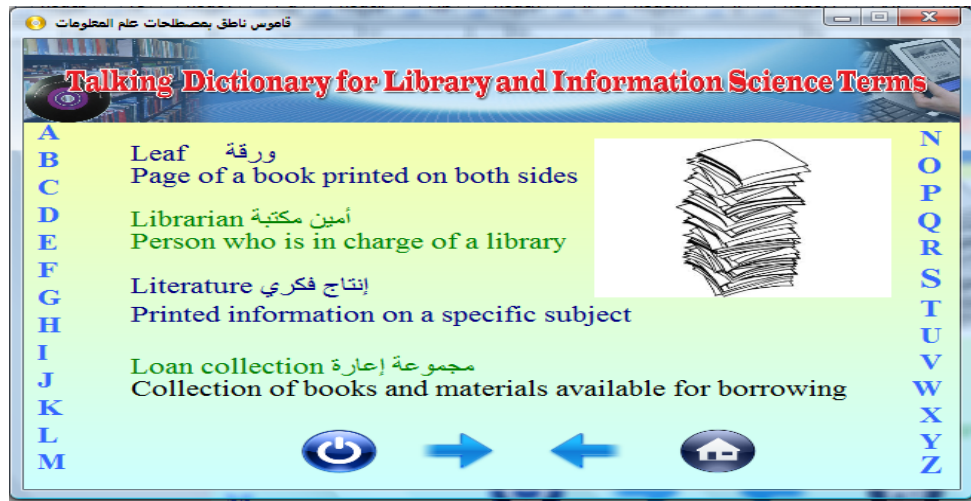 قاموس ناطق بمصطلحات علم المعلومات
Talking Dictionary for Library and Information Science Terms
A
B
C
D
E
F
G
H
I
J
K
L
M
Leaf ورقة
Page of a book printed on both sides
Librarian أمين مكتبة
Person who is in charge of a library
Literature إنتاج فكري
Printed information on a specific subject
Loan collection مجموعة إعارة
Collection of books and materials available for borrowing
N
O
P
Q
R
S
T
U
V
W
X
Y
Z